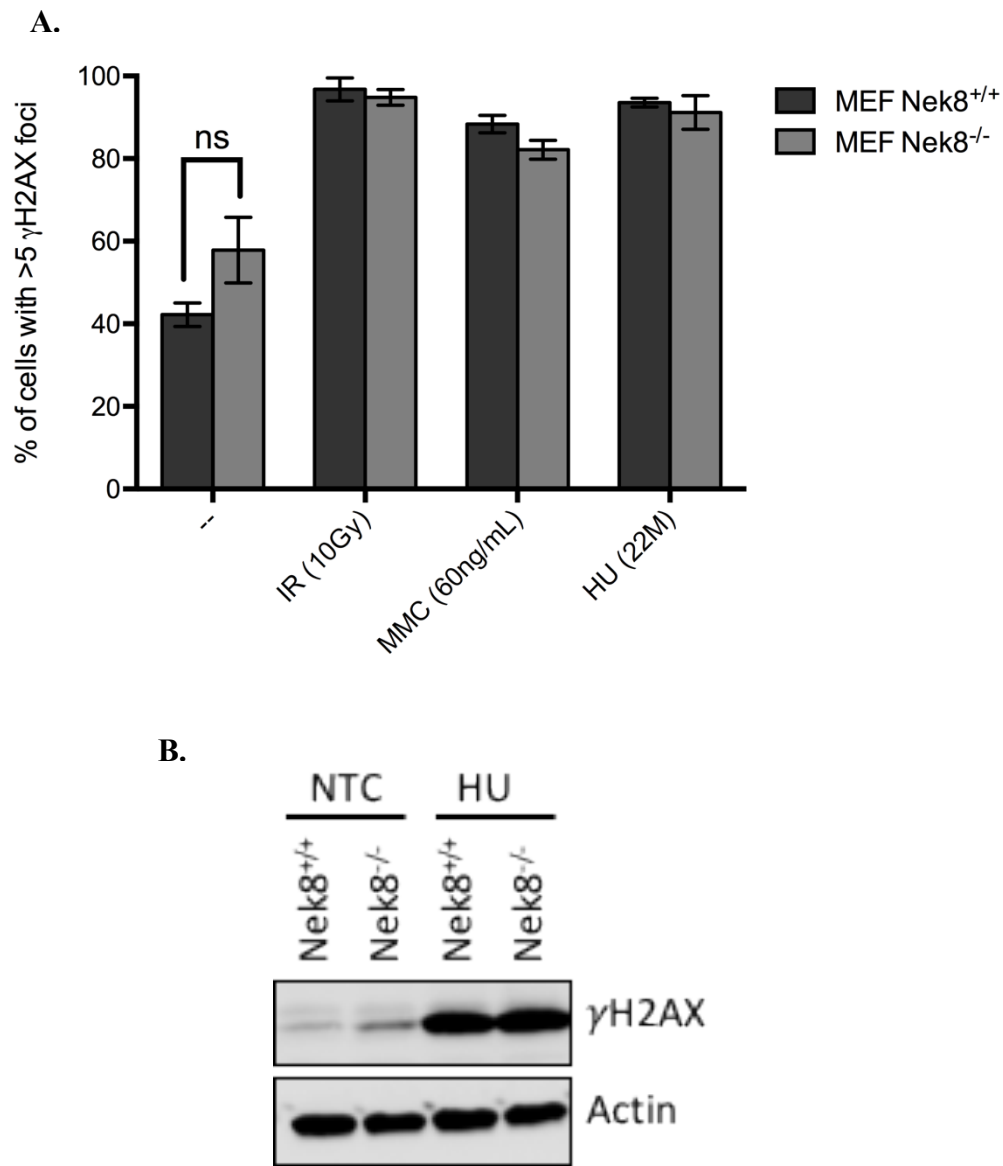 A.
% of cells with >5 γH2AX foci
100
80
60
40
20
0
ns
MEF Nek8+/+
MEF Nek8-/-
--
IR (10Gy)
MMC (60ng/mL)
HU (22M)
B.
NTC HU
Nek8+/+ Nek8-/- Nek8+/+ Nek8-/-
γH2AX
Actin